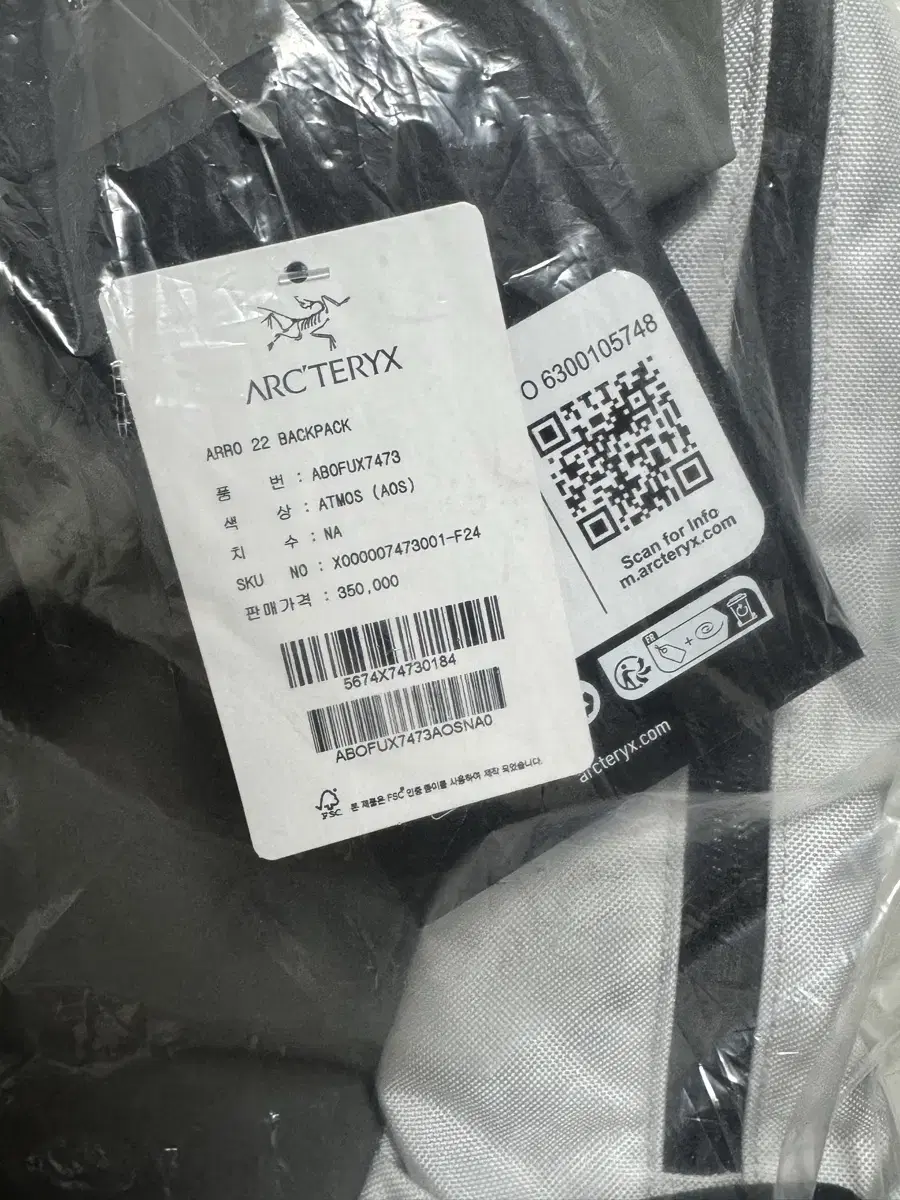 ARC'TERYX
ARRO 22 BACKPACK
품 번 : ABOFUX7473
색 상 : ATMOS (AOS)
치 수 : NA
SKU NO : X000007473001-F24
판매가격 : 350,000
5674X74730184
ABOFUX7473AOSNA0
FSC
본 제품은 FSC® 인증 종이를 사용하여 제작 되었습니다.
O 6300105748
Scan for Info
m.arcteryx.com
FR
+
arcteryx.com